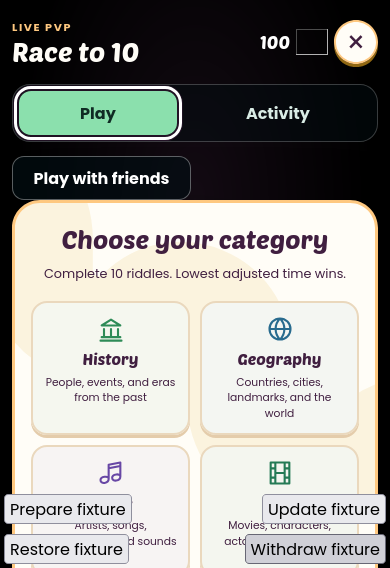 LIVE PVP
Race to 10
100
Play
Activity
Play with friends
Choose your category
Complete 10 riddles. Lowest adjusted time wins.
History
People, events, and eras
from the past
Geography
Countries, cities,
landmarks, and the
world
Artists, songs,
d sounds
Movies, characters,
Prepare fixture
Update fixture
Restore fixture
Withdraw fixture